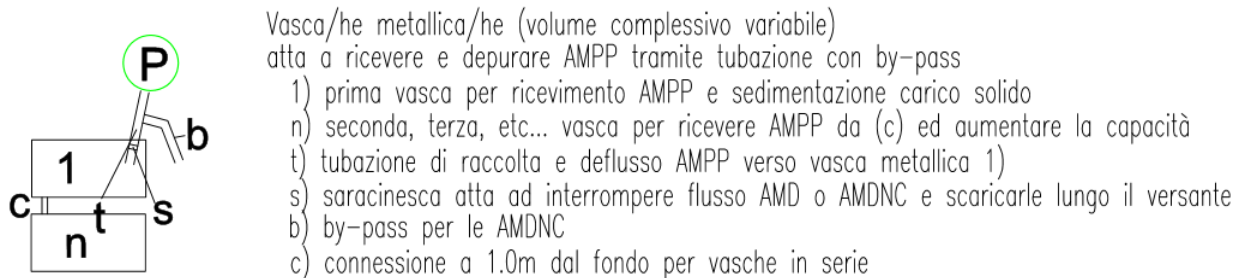 Vasca/he metallica/he (volume complessivo variabile)
atta a ricevere e depurare AMPP tramite tubazione con by-pass
1) prima vasca per ricevimento AMPP e sedimentazione carico solido
n) seconda, terza, etc... vasca per ricevere AMPP da (c) ed aumentare la capacità
t) tubazione di raccolta e deflusso AMPP verso vasca metallica 1)
s) saracinesca atta ad interrompere flusso AMD o AMDNC e scaricarle lungo il versante
b) by-pass per le AMDNC
c) connessione a 1.0m dal fondo per vasche in serie
P
b
1
c
t
s
n